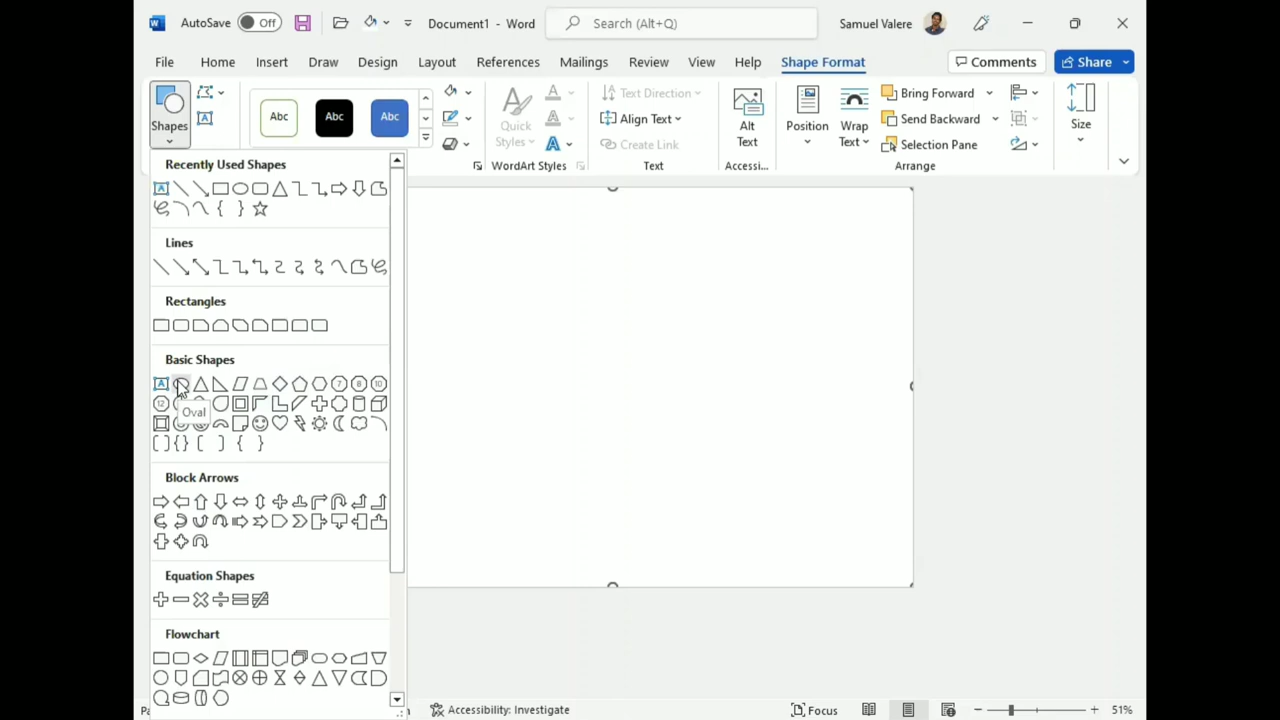 AutoSave Off Document1 - Word Search (Alt+Q) Samuel Valere
File Home Insert Draw Design Layout References Mailings Review View Help Shape Format Comments Share
Shapes
Abc Abc Abc
Quick
Styles
WordArt Styles
Text Direction
Align Text
Create Link
Text
Alt
Text
Accessi...
Position
Wrap
Text
Bring Forward
Send Backward
Selection Pane
Arrange
Size
Recently Used Shapes
Lines
Rectangles
Basic Shapes
Oval
Block Arrows
Equation Shapes
Flowchart
Accessibility: Investigate Focus 51%